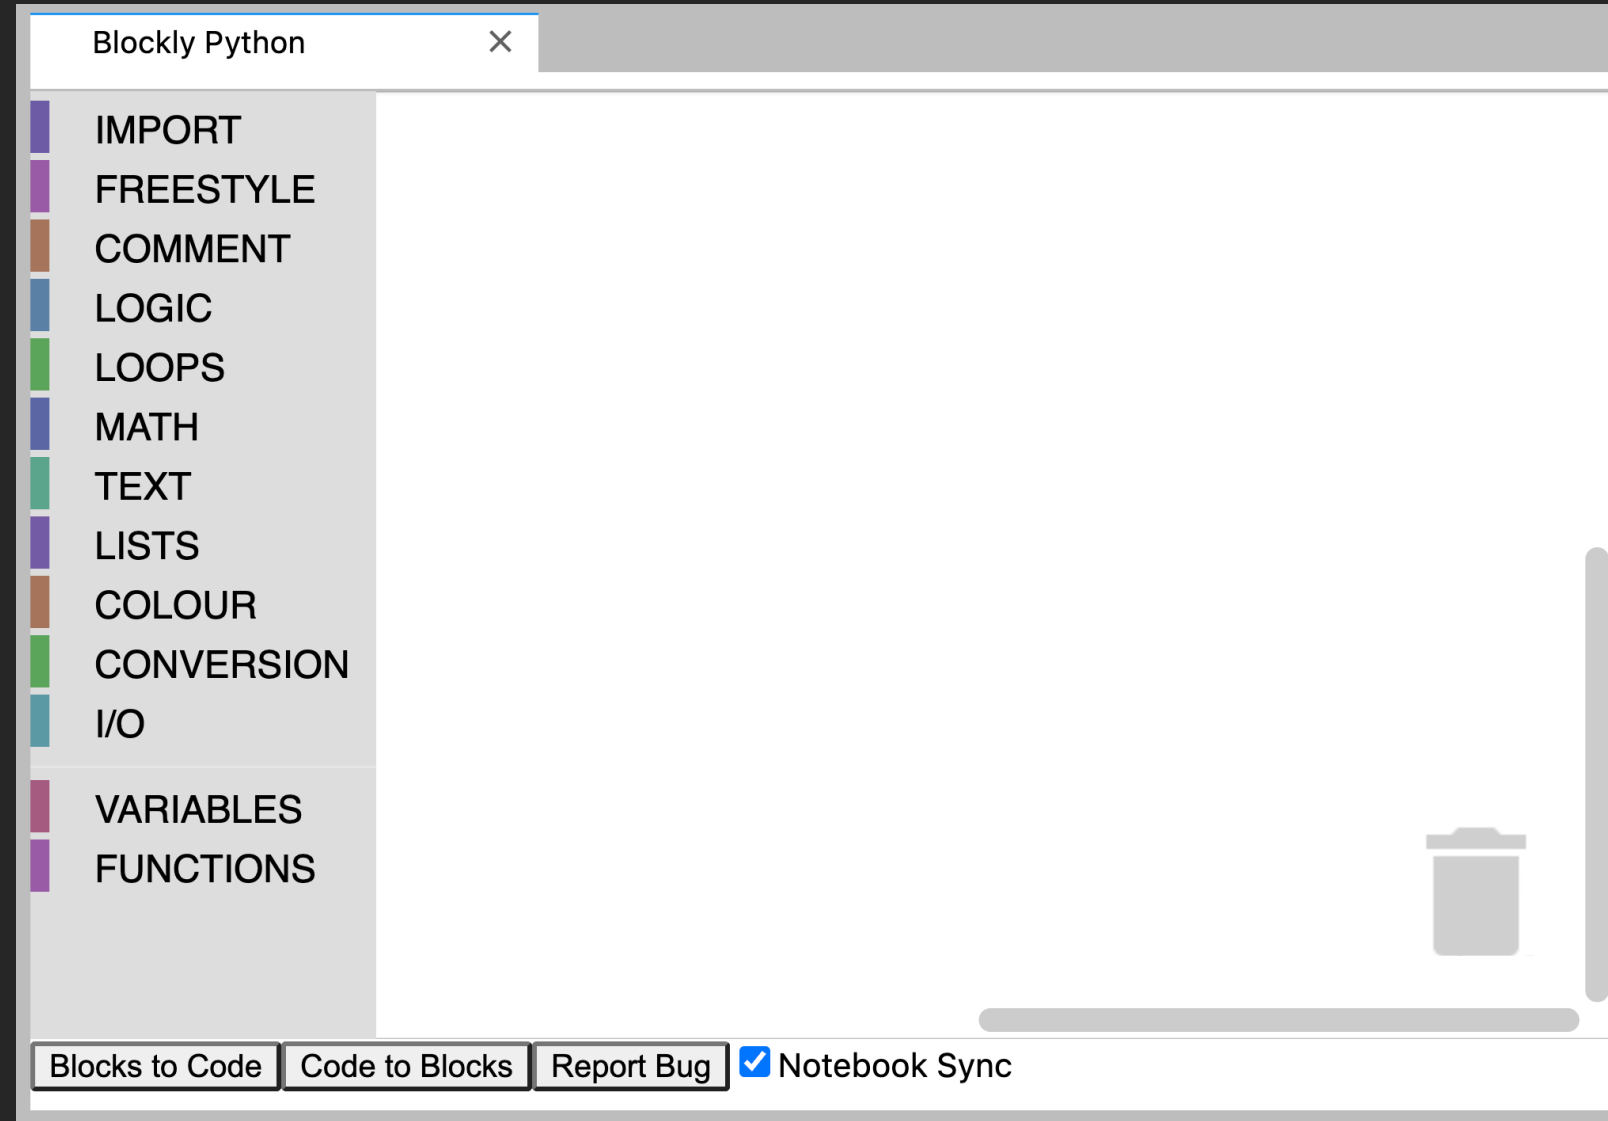 Blockly Python
IMPORT
FREESTYLE
COMMENT
LOGIC
LOOPS
MATH
TEXT
LISTS
COLOUR
CONVERSION
I/O
VARIABLES
FUNCTIONS
Blocks to Code Code to Blocks Report Bug Notebook Sync